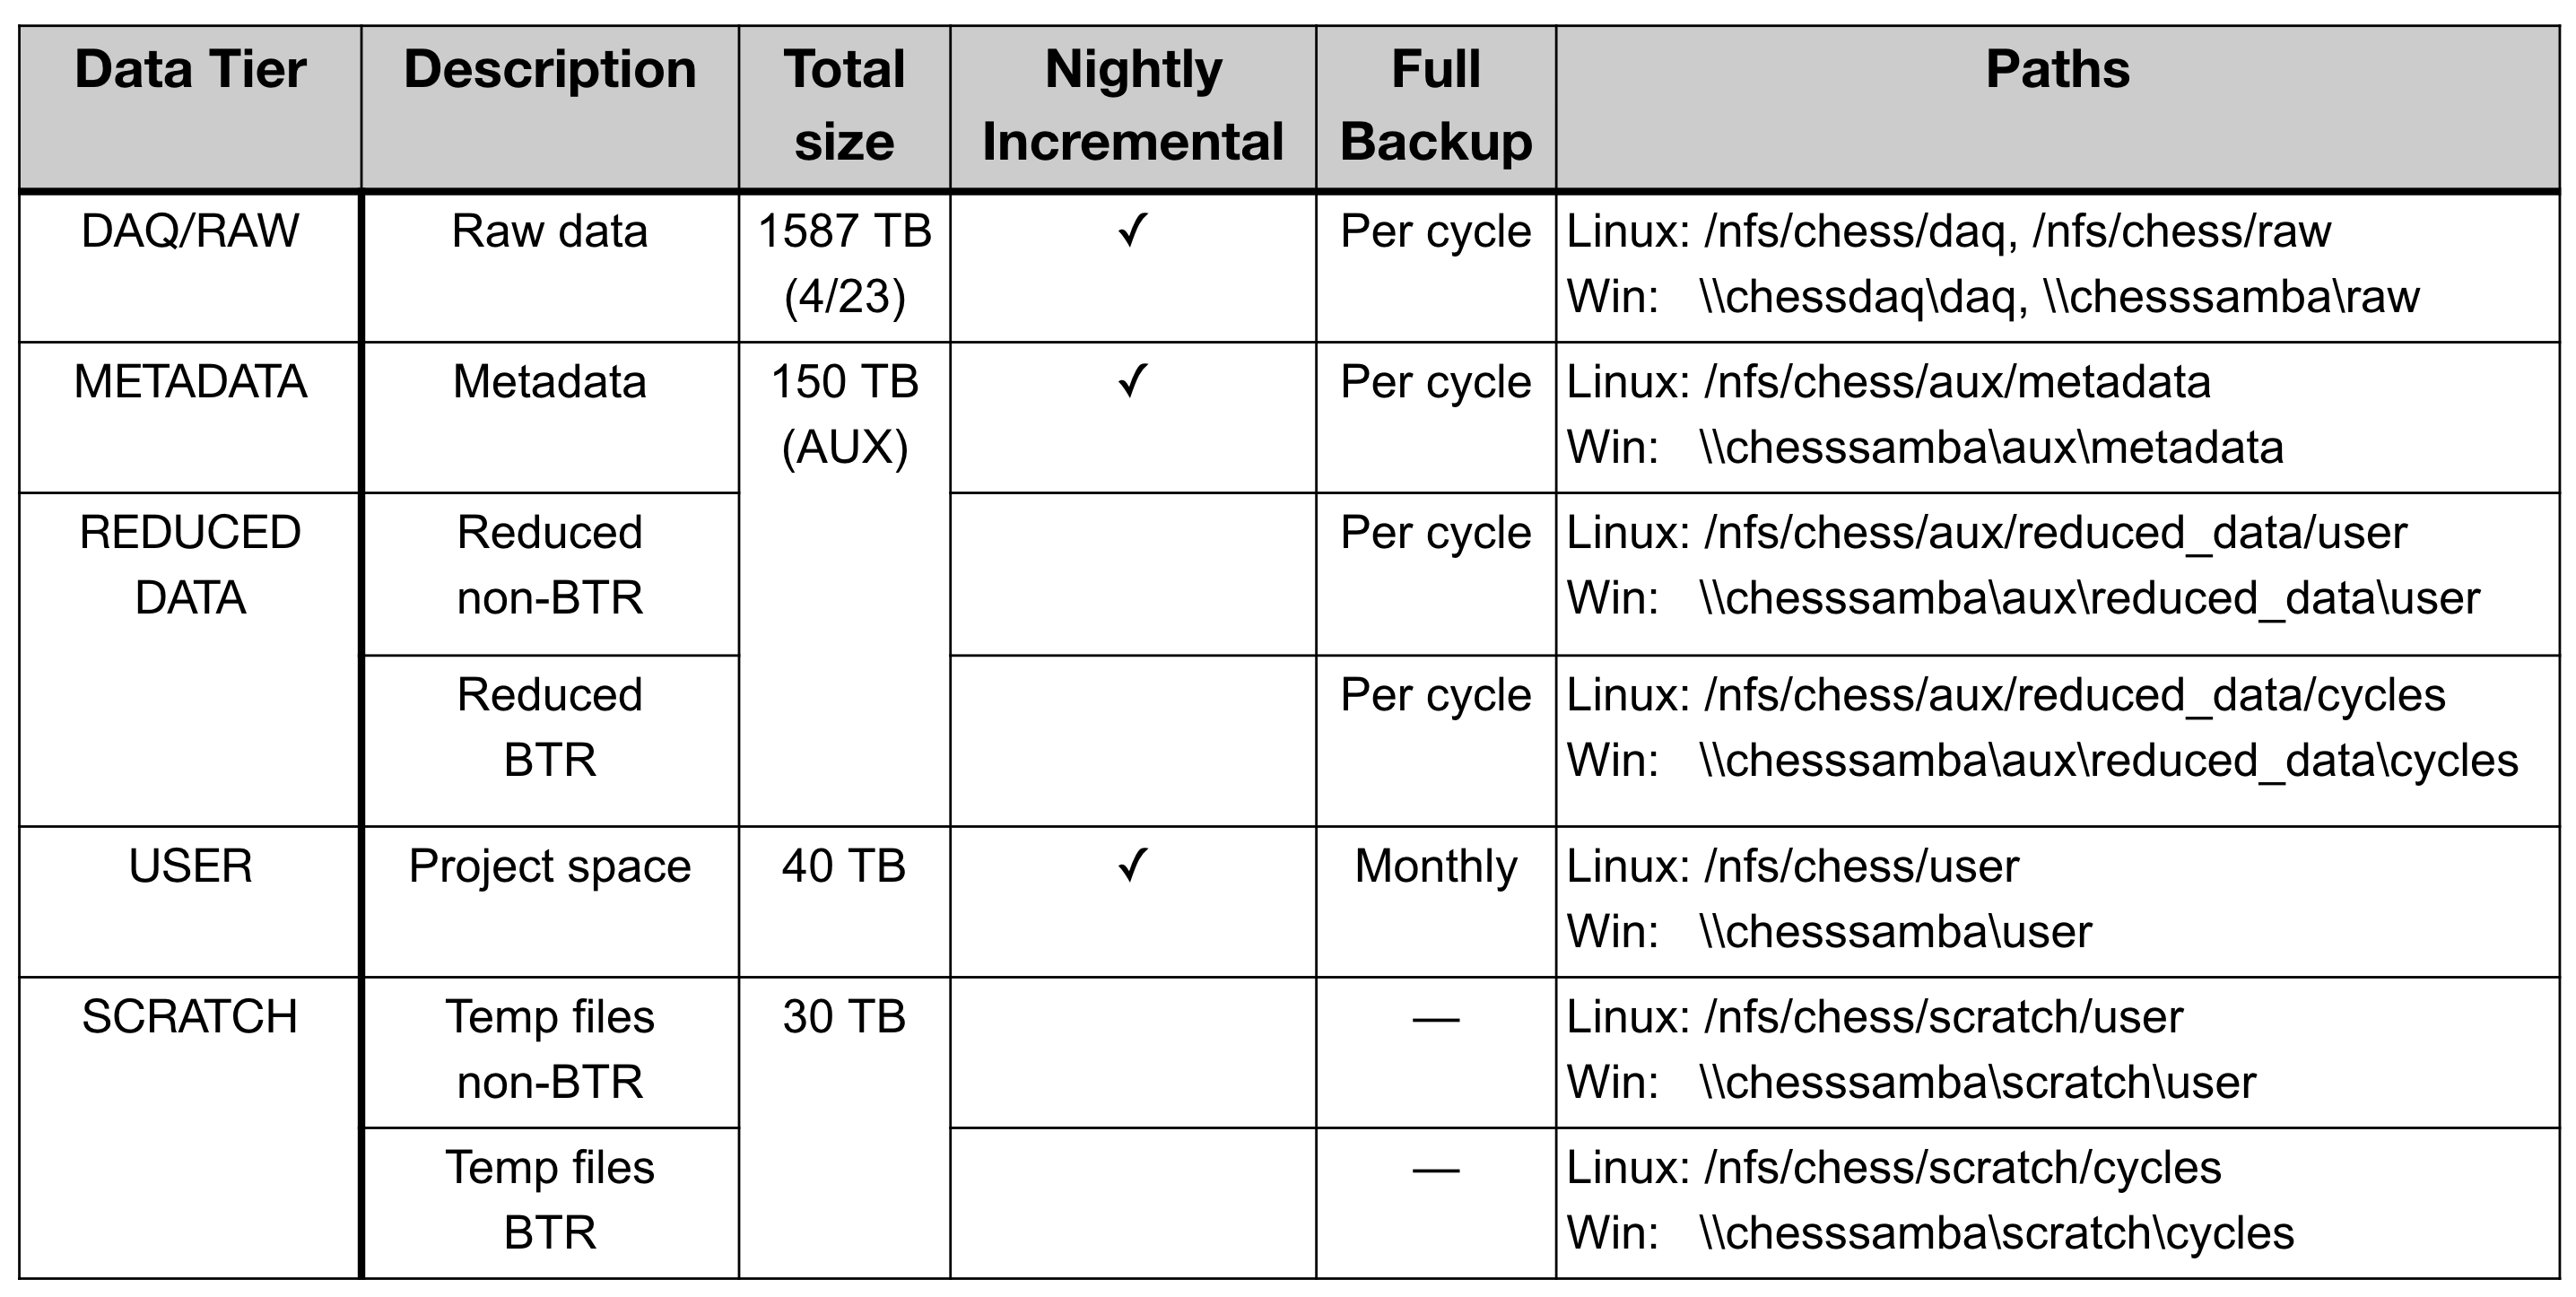 Data Tier Description Total size Nightly Incremental Full Backup Paths
DAQ/RAW Raw data 1587 TB (4/23) ✓ Per cycle Linux: /nfs/chess/daq, /nfs/chess/raw
Win: \\chessdaq\daq, \\chesssamba\raw
METADATA Metadata 150 TB (AUX) ✓ Per cycle Linux: /nfs/chess/aux/metadata
Win: \\chesssamba\aux\metadata
REDUCED DATA Reduced non-BTR Per cycle Linux: /nfs/chess/aux/reduced_data/user
Win: \\chesssamba\aux\reduced_data\user
Reduced BTR Per cycle Linux: /nfs/chess/aux/reduced_data/cycles
Win: \\chesssamba\aux\reduced_data\cycles
USER Project space 40 TB ✓ Monthly Linux: /nfs/chess/user
Win: \\chesssamba\user
SCRATCH Temp files non-BTR 30 TB — Linux: /nfs/chess/scratch/user
Win: \\chesssamba\scratch\user
Temp files BTR — Linux: /nfs/chess/scratch/cycles
Win: \\chesssamba\scratch\cycles